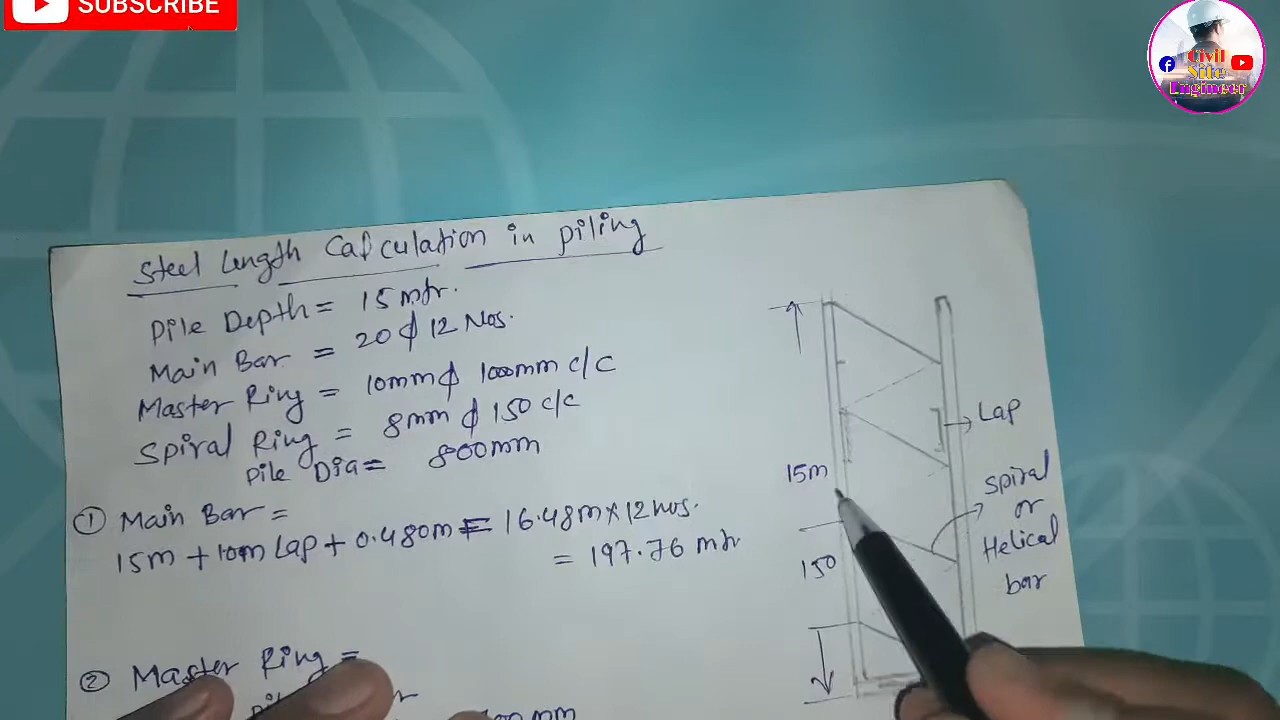 SUBSCRIBE
Civil
Site
Engineer
Steel Length Calculation in piling
Pile Depth = 15 mtr.
Main Bar = 20 ϕ 12 Nos.
Master Ring = 10mm ϕ 1000mm c/c
Spiral Ring = 8mm ϕ 150 c/c
Pile Dia = 800mm
① Main Bar =
15m + 10m Lap + 0.480m = 16.48m × 12 nos.
= 197.76 mtr
② Master Ring =
mm
Lap
15m
150
Spiral
or
Helical
bar